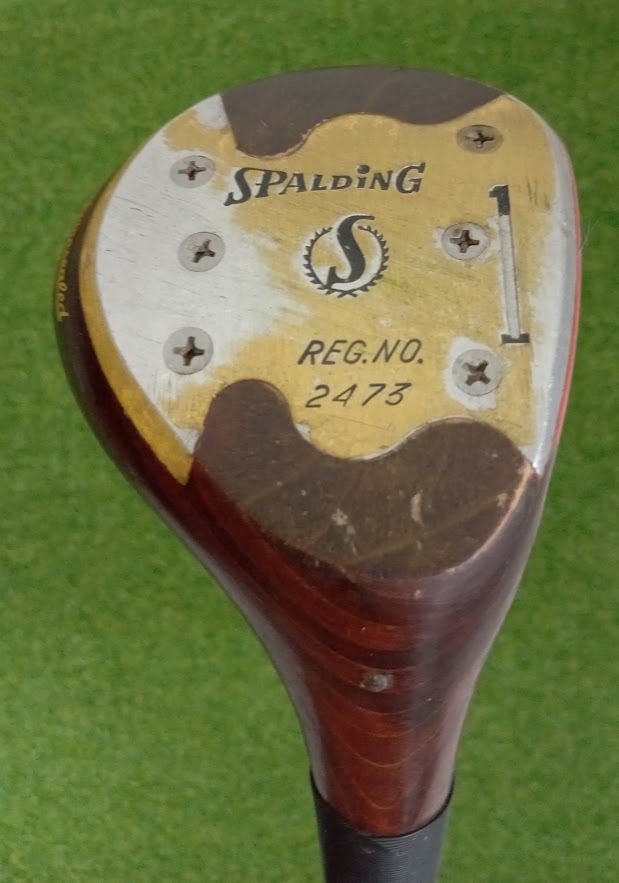 SPALDiNG
1
S
REG.NO.
2473